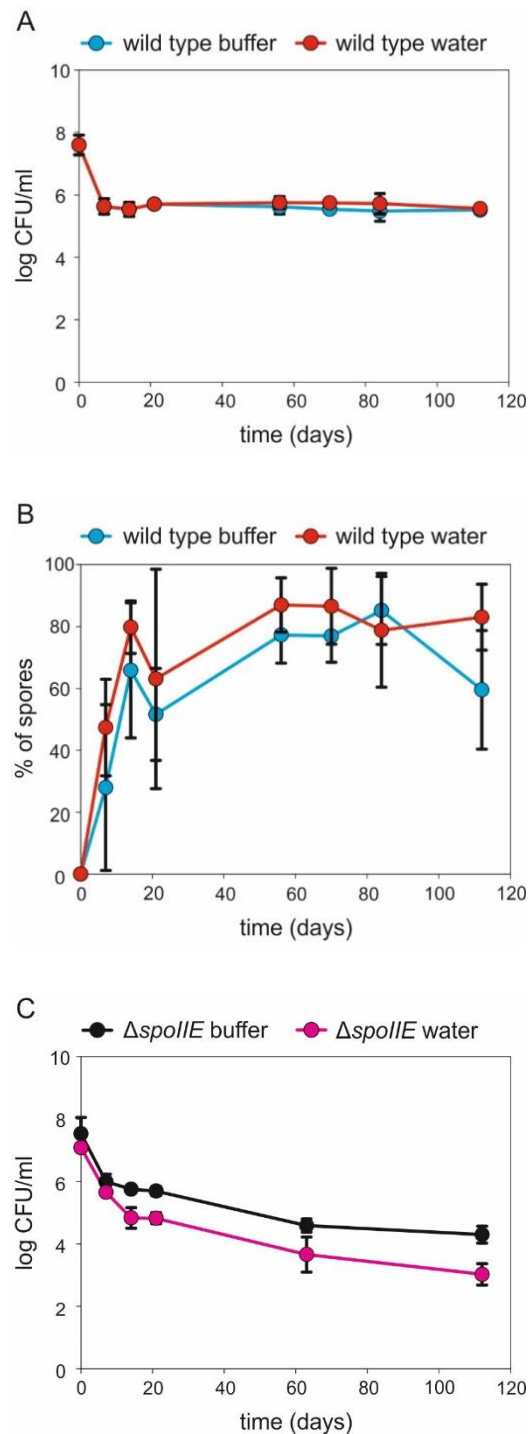 A
wild type buffer wild type water
10
8
6
4
2
0
log CFU/ml
0 20 40 60 80 100 120
time (days)
B
wild type buffer wild type water
100
80
60
40
20
0
% of spores
0 20 40 60 80 100 120
time (days)
C
ΔspoIIE buffer ΔspoIIE water
10
8
6
4
2
0
log CFU/ml
0 20 40 60 80 100 120
time (days)